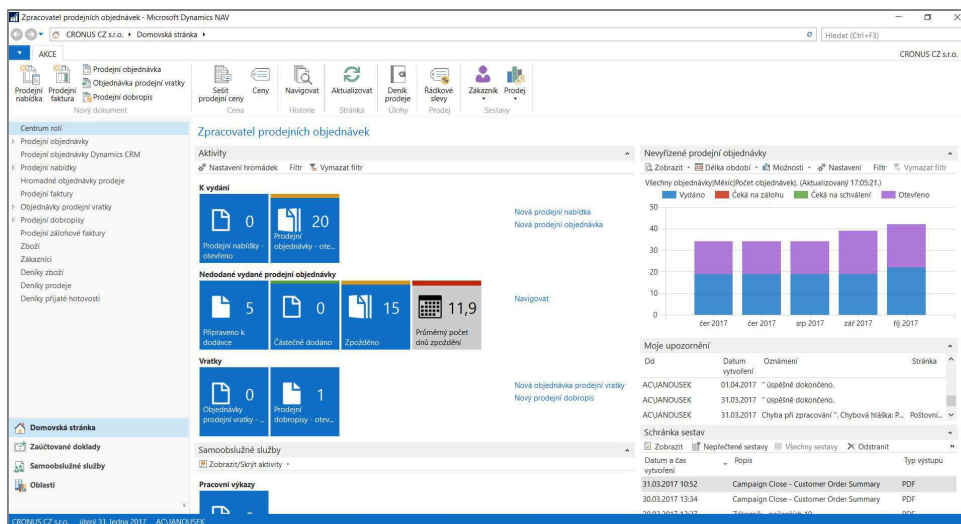 Zpracovatel prodejních objednávek - Microsoft Dynamics NAV
CRONUS CZ s.r.o. Domovská stránka
Hledat (Ctrl+F3)
AKCE
CRONUS CZ s.r.o.
Prodejní nabídka
Prodejní faktura
Prodejní objednávka
Objednávka prodejní vratky
Prodejní dobropis
Nový dokument
Sešit prodejní ceny
Ceny
Cena
Navigovat
Historie
Aktualizovat
Stránka
Deník prodeje
Úlohy
Řádkové slevy
Prodej
Zákazník
Prodej
Sestavy
Centrum rolí
Prodejní objednávky
Prodejní objednávky Dynamics CRM
Prodejní nabídky
Hromadné objednávky prodeje
Prodejní faktury
Objednávky prodejní vratky
Prodejní dobropisy
Prodejní zálohové faktury
Zboží
Zákazníci
Deníky zboží
Deníky prodeje
Deníky přijaté hotovosti
Domovská stránka
Zaúčtované doklady
Samoobslužné služby
Oblasti
Zpracovatel prodejních objednávek
Aktivity
Nastavení hromádek Filtr Vymazat filtr
K vydání
0
Prodejní nabídky - otevřeno
20
Prodejní objednávky - ote...
Nová prodejní nabídka
Nová prodejní objednávka
Nedodané vydané prodejní objednávky
5
Připraveno k dodávce
0
Částečně dodáno
15
Zpožděno
11,9
Průměrný počet dnů zpoždění
Navigovat
Vratky
0
Objednávky prodejní vratky - ...
1
Prodejní dobropisy - otev...
Nová objednávka prodejní vratky
Nový prodejní dobropis
Samoobslužné služby
Zobrazit/Skrýt aktivity
Pracovní výkazy
Nevyřízené prodejní objednávky
Zobrazit Délka období Možnosti Nastavení Filtr Vymazat filtr
Všechny objednávky|Měsíc|Počet objednávek|. (Aktualizovaný 17:05:21.)
Vydáno Čeká na zálohu Čeká na schválení Otevřeno
50
40
30
20
10
0
čer 2017 čer 2017 srp 2017 zář 2017 říj 2017
Moje upozornění
Od Datum vytvoření Oznámení Stránka
AC\JANOUSEK 01.04.2017 '' úspěšně dokončeno.
AC\JANOUSEK 31.03.2017 '' úspěšně dokončeno.
AC\JANOUSEK 31.03.2017 Chyba při zpracování ''. Chybová hláška: P... Poštovní...
Schránka sestav
Zobrazit Nepřečtené sestavy Všechny sestavy Odstranit
Datum a čas vytvoření Popis Typ výstupu
31.03.2017 10:52 Campaign Close - Customer Order Summary PDF
30.03.2017 13:34 Campaign Close - Customer Order Summary PDF
CRONUS CZ s.r.o. úterý 31. ledna 2017 AC\JANOUSEK